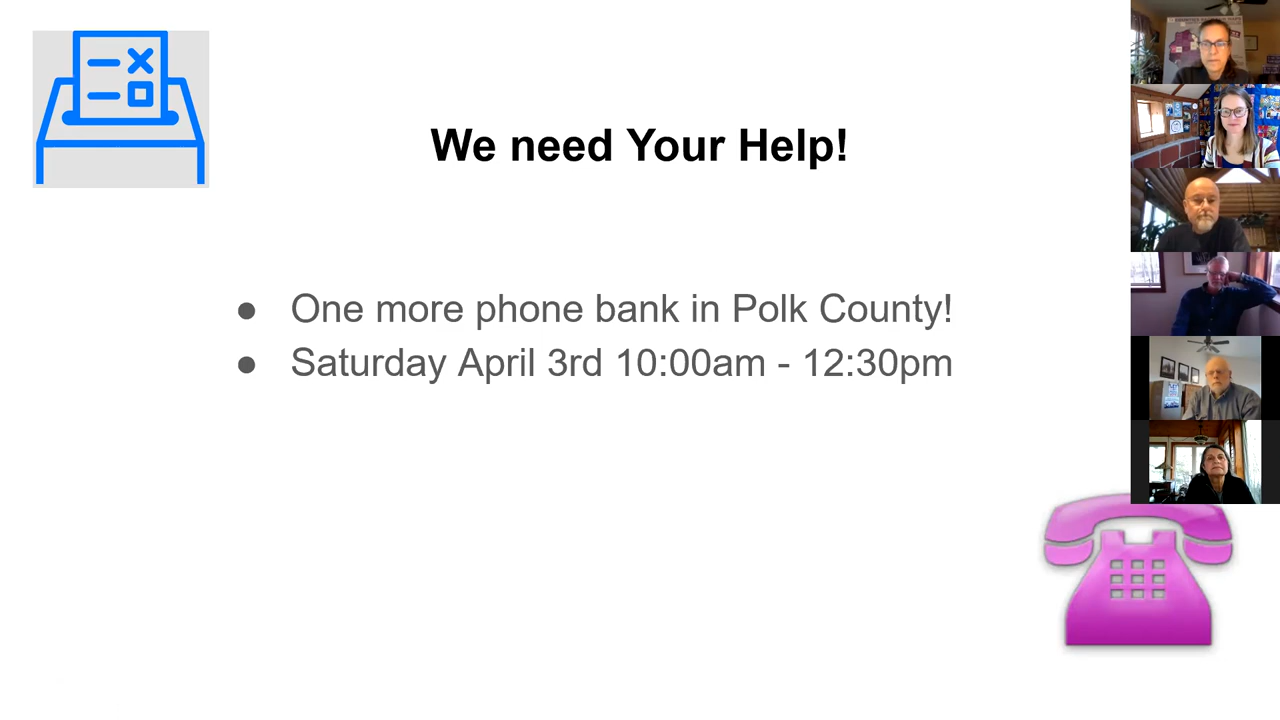 We need Your Help!
● One more phone bank in Polk County!
● Saturday April 3rd 10:00am - 12:30pm